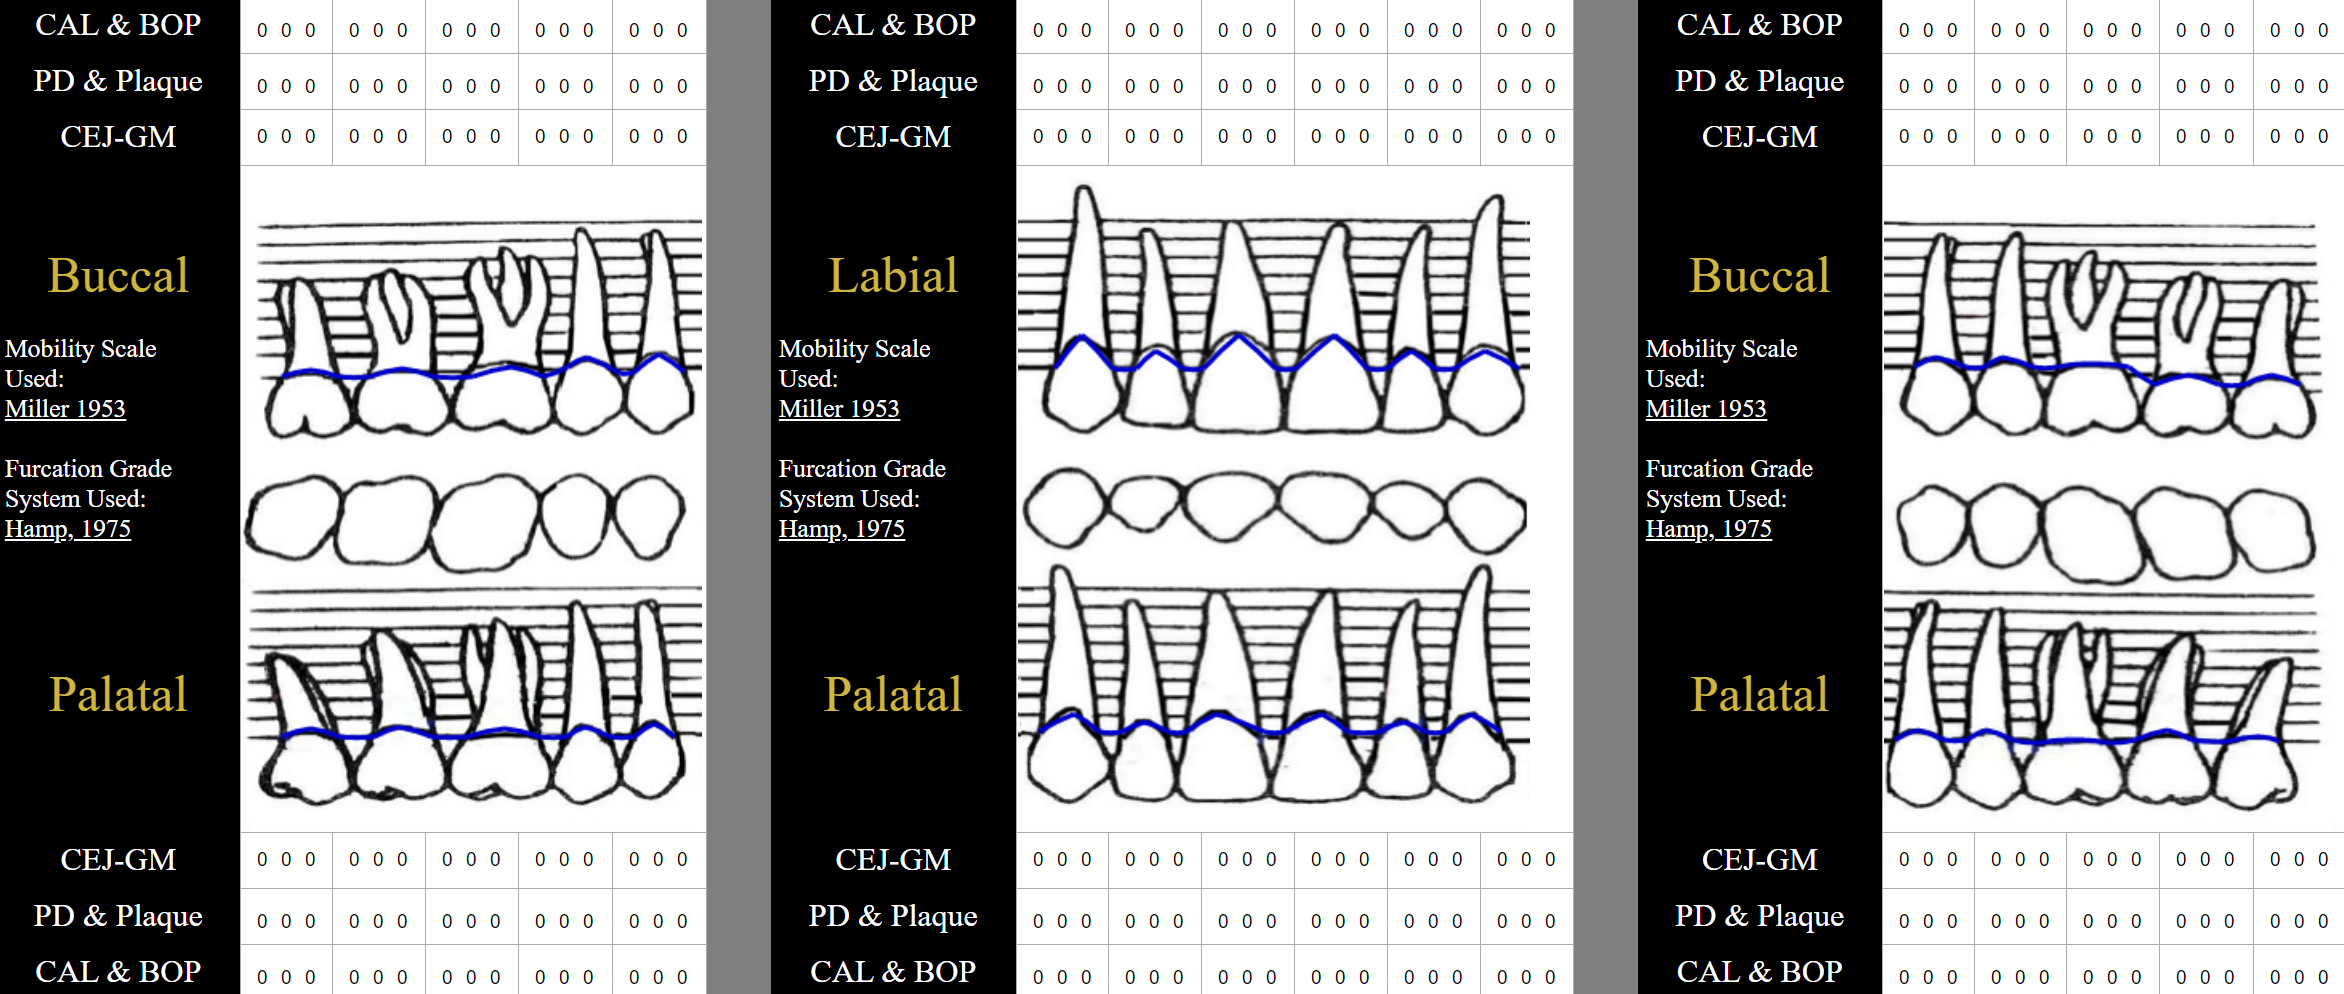 CAL & BOP 0 0 0 0 0 0 0 0 0 0 0 0 0 0 0
PD & Plaque 0 0 0 0 0 0 0 0 0 0 0 0 0 0 0
CEJ-GM 0 0 0 0 0 0 0 0 0 0 0 0 0 0 0
Buccal
Mobility Scale
Used:
Miller 1953
Furcation Grade
System Used:
Hamp, 1975
Palatal
CEJ-GM 0 0 0 0 0 0 0 0 0 0 0 0 0 0 0
PD & Plaque 0 0 0 0 0 0 0 0 0 0 0 0 0 0 0
CAL & BOP 0 0 0 0 0 0 0 0 0 0 0 0 0 0 0
CAL & BOP 0 0 0 0 0 0 0 0 0 0 0 0 0 0 0 0 0 0
PD & Plaque 0 0 0 0 0 0 0 0 0 0 0 0 0 0 0 0 0 0
CEJ-GM 0 0 0 0 0 0 0 0 0 0 0 0 0 0 0 0 0 0
Labial
Mobility Scale
Used:
Miller 1953
Furcation Grade
System Used:
Hamp, 1975
Palatal
CEJ-GM 0 0 0 0 0 0 0 0 0 0 0 0 0 0 0 0 0 0
PD & Plaque 0 0 0 0 0 0 0 0 0 0 0 0 0 0 0 0 0 0
CAL & BOP 0 0 0 0 0 0 0 0 0 0 0 0 0 0 0 0 0 0
CAL & BOP 0 0 0 0 0 0 0 0 0 0 0 0 0 0 0
PD & Plaque 0 0 0 0 0 0 0 0 0 0 0 0 0 0 0
CEJ-GM 0 0 0 0 0 0 0 0 0 0 0 0 0 0 0
Buccal
Mobility Scale
Used:
Miller 1953
Furcation Grade
System Used:
Hamp, 1975
Palatal
CEJ-GM 0 0 0 0 0 0 0 0 0 0 0 0 0 0 0
PD & Plaque 0 0 0 0 0 0 0 0 0 0 0 0 0 0 0
CAL & BOP 0 0 0 0 0 0 0 0 0 0 0 0 0 0 0